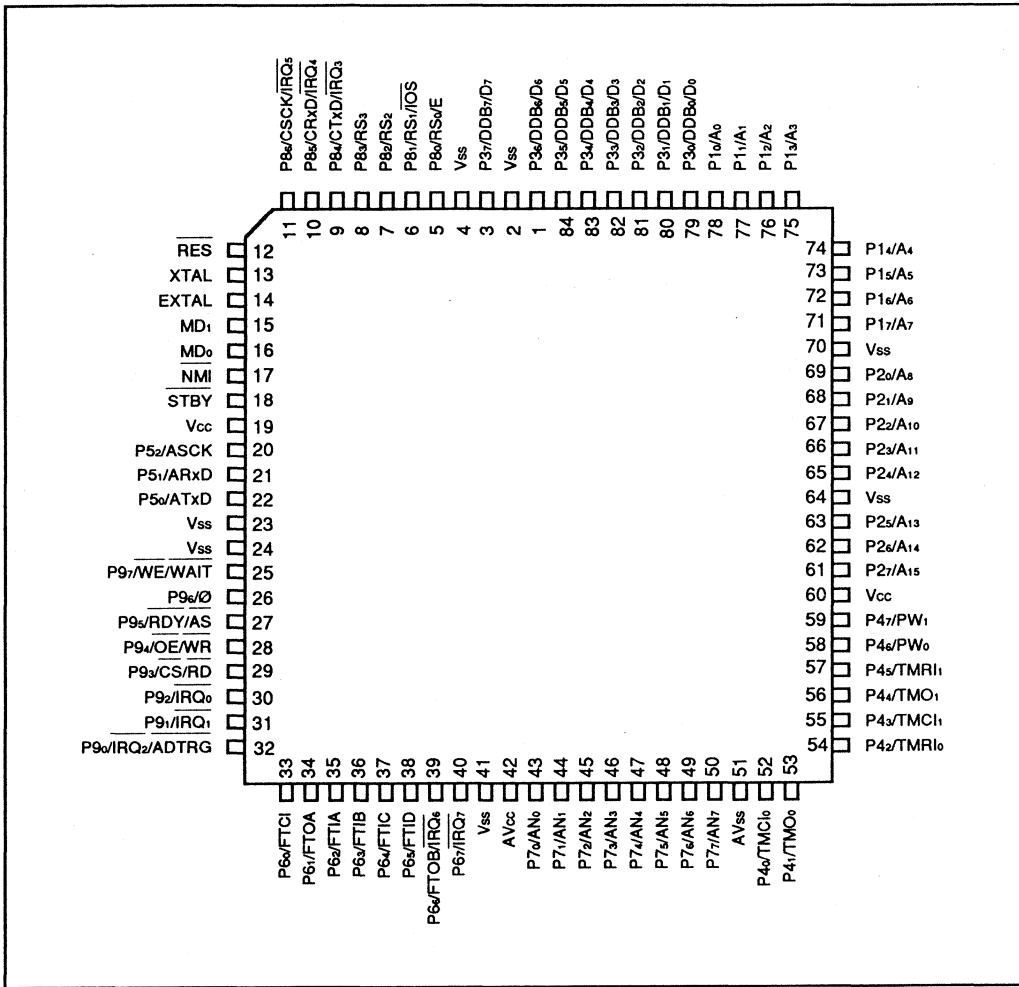 P8₆/CSCK/IRQ₅
P8₅/CRxD/IRQ₄
P8₄/CTxD/IRQ₃
P8₃/RS₃
P8₂/RS₂
P8₁/RS₁/IOS
P8₀/RS₀/E
Vss
P3₇/DDB₇/D₇
Vss
P3₆/DDB₆/D₆
P3₅/DDB₅/D₅
P3₄/DDB₄/D₄
P3₃/DDB₃/D₃
P3₂/DDB₂/D₂
P3₁/DDB₁/D₁
P3₀/DDB₀/D₀
P1₀/A₀
P1₁/A₁
P1₂/A₂
P1₃/A₃
11 10 9 8 7 6 5 4 3 2 1 84 83 82 81 80 79 78 77 76 75
RES 12
XTAL 13
EXTAL 14
MD₁ 15
MD₀ 16
NMI 17
STBY 18
Vcc 19
P5₂/ASCK 20
P5₁/ARxD 21
P5₀/ATxD 22
Vss 23
Vss 24
P9₇/WE/WAIT 25
P9₆/Ø 26
P9₅/RDY/AS 27
P9₄/OE/WR 28
P9₃/CS/RD 29
P9₂/IRQ₀ 30
P9₁/IRQ₁ 31
P9₀/IRQ₂/ADTRG 32
74 P1₄/A₄
73 P1₅/A₅
72 P1₆/A₆
71 P1₇/A₇
70 Vss
69 P2₀/A₈
68 P2₁/A₉
67 P2₂/A₁₀
66 P2₃/A₁₁
65 P2₄/A₁₂
64 Vss
63 P2₅/A₁₃
62 P2₆/A₁₄
61 P2₇/A₁₅
60 Vcc
59 P4₇/PW₁
58 P4₆/PW₀
57 P4₅/TMRI₁
56 P4₄/TMO₁
55 P4₃/TMCI₁
54 P4₂/TMRI₀
33 34 35 36 37 38 39 40 41 42 43 44 45 46 47 48 49 50 51 52 53
P6₀/FTCI
P6₁/FTOA
P6₂/FTIA
P6₃/FTIB
P6₄/FTIC
P6₅/FTID
P6₆/FTOB/IRQ₆
P6₇/IRQ₇
Vss
AVcc
P7₀/AN₀
P7₁/AN₁
P7₂/AN₂
P7₃/AN₃
P7₄/AN₄
P7₅/AN₅
P7₆/AN₆
P7₇/AN₇
AVss
P4₀/TMCI₀
P4₁/TMO₀